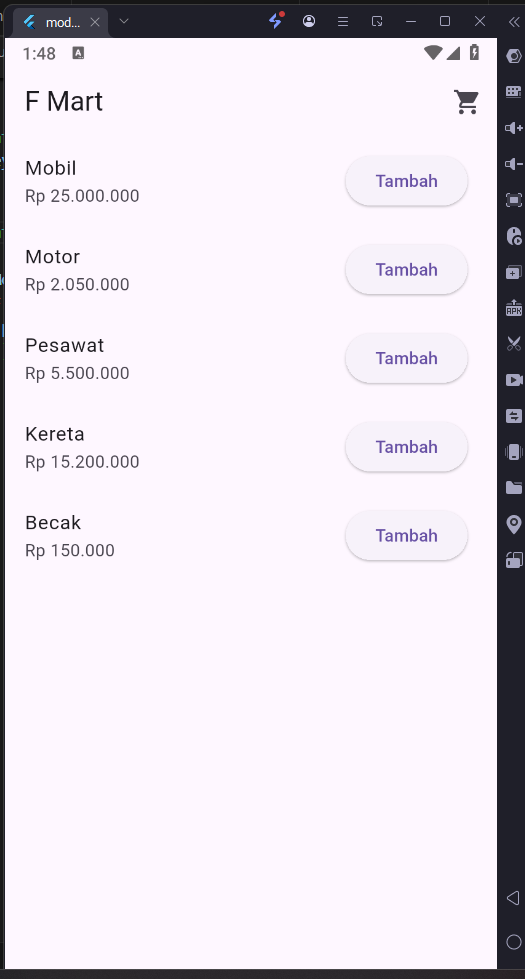 mod...
1:48
A
F Mart
Mobil
Rp 25.000.000
Tambah
Motor
Rp 2.050.000
Tambah
Pesawat
Rp 5.500.000
Tambah
Kereta
Rp 15.200.000
Tambah
Becak
Rp 150.000
Tambah
APK